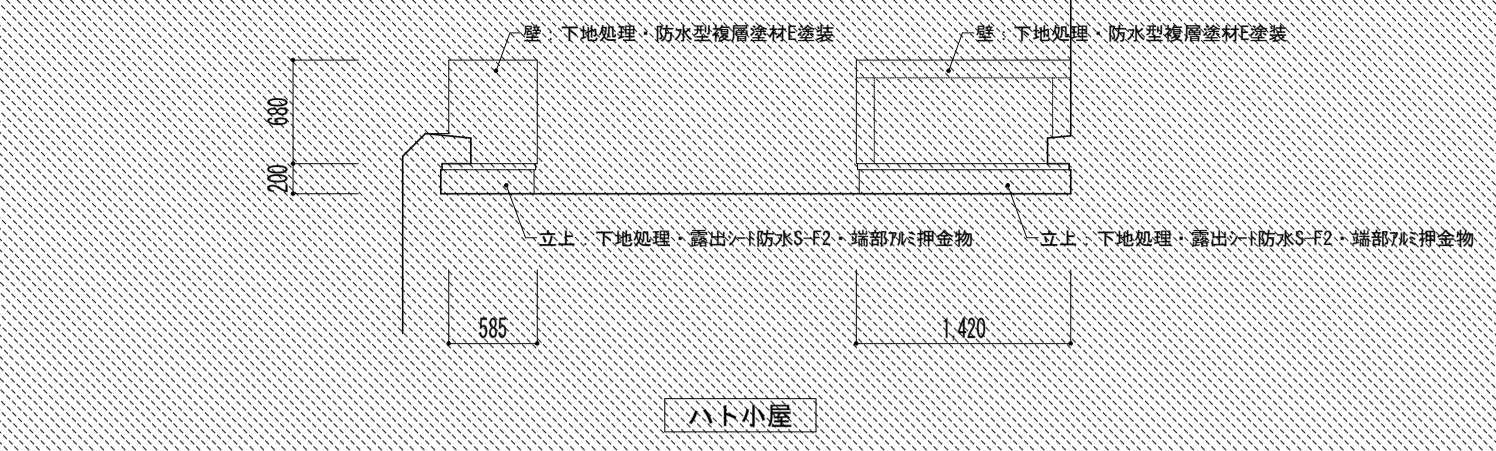 壁：下地処理・防水型複層塗材E塗装
壁：下地処理・防水型複層塗材E塗装
680
200
立上：下地処理・露出ｼｰﾄ防水S-F2・端部ｱﾙﾐ押金物
立上：下地処理・露出ｼｰﾄ防水S-F2・端部ｱﾙﾐ押金物
585
1,420
ハト小屋